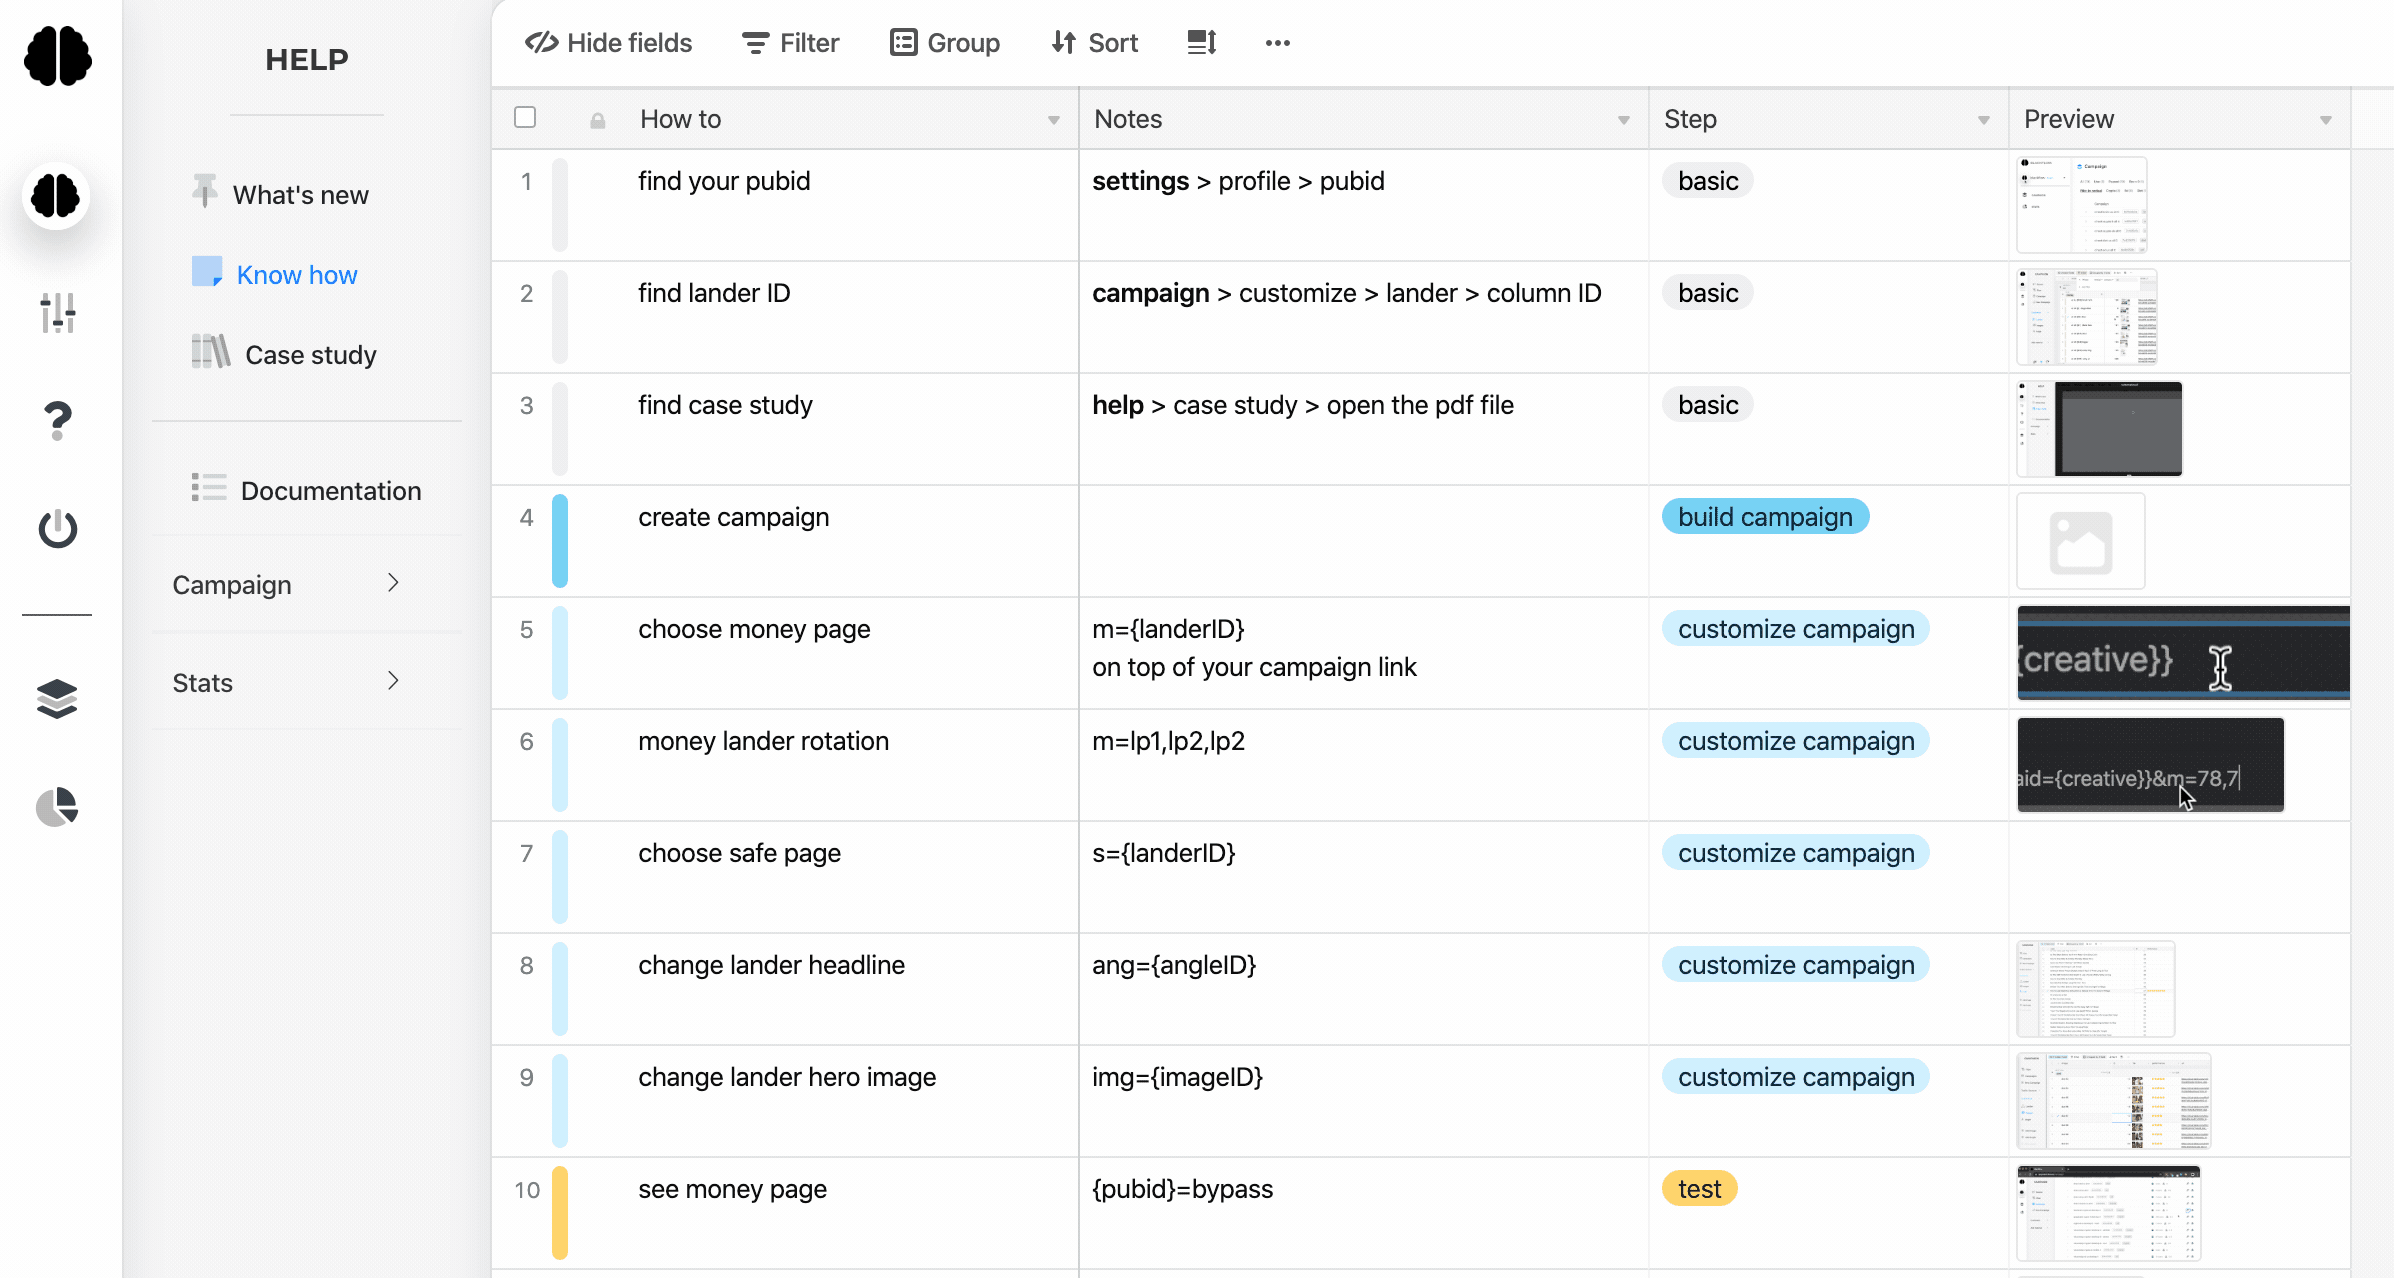 HELP
What's new
Know how
Case study
Documentation
Campaign
Stats
Hide fields
Filter
Group
Sort
How to
Notes
Step
Preview
1
find your pubid
settings > profile > pubid
basic
2
find lander ID
campaign > customize > lander > column ID
basic
3
find case study
help > case study > open the pdf file
basic
4
create campaign
build campaign
5
choose money page
m={landerID}
on top of your campaign link
customize campaign
{creative}}
6
money lander rotation
m=lp1,lp2,lp2
customize campaign
aid={creative}}&m=78,7
7
choose safe page
s={landerID}
customize campaign
8
change lander headline
ang={angleID}
customize campaign
9
change lander hero image
img={imageID}
customize campaign
10
see money page
{pubid}=bypass
test